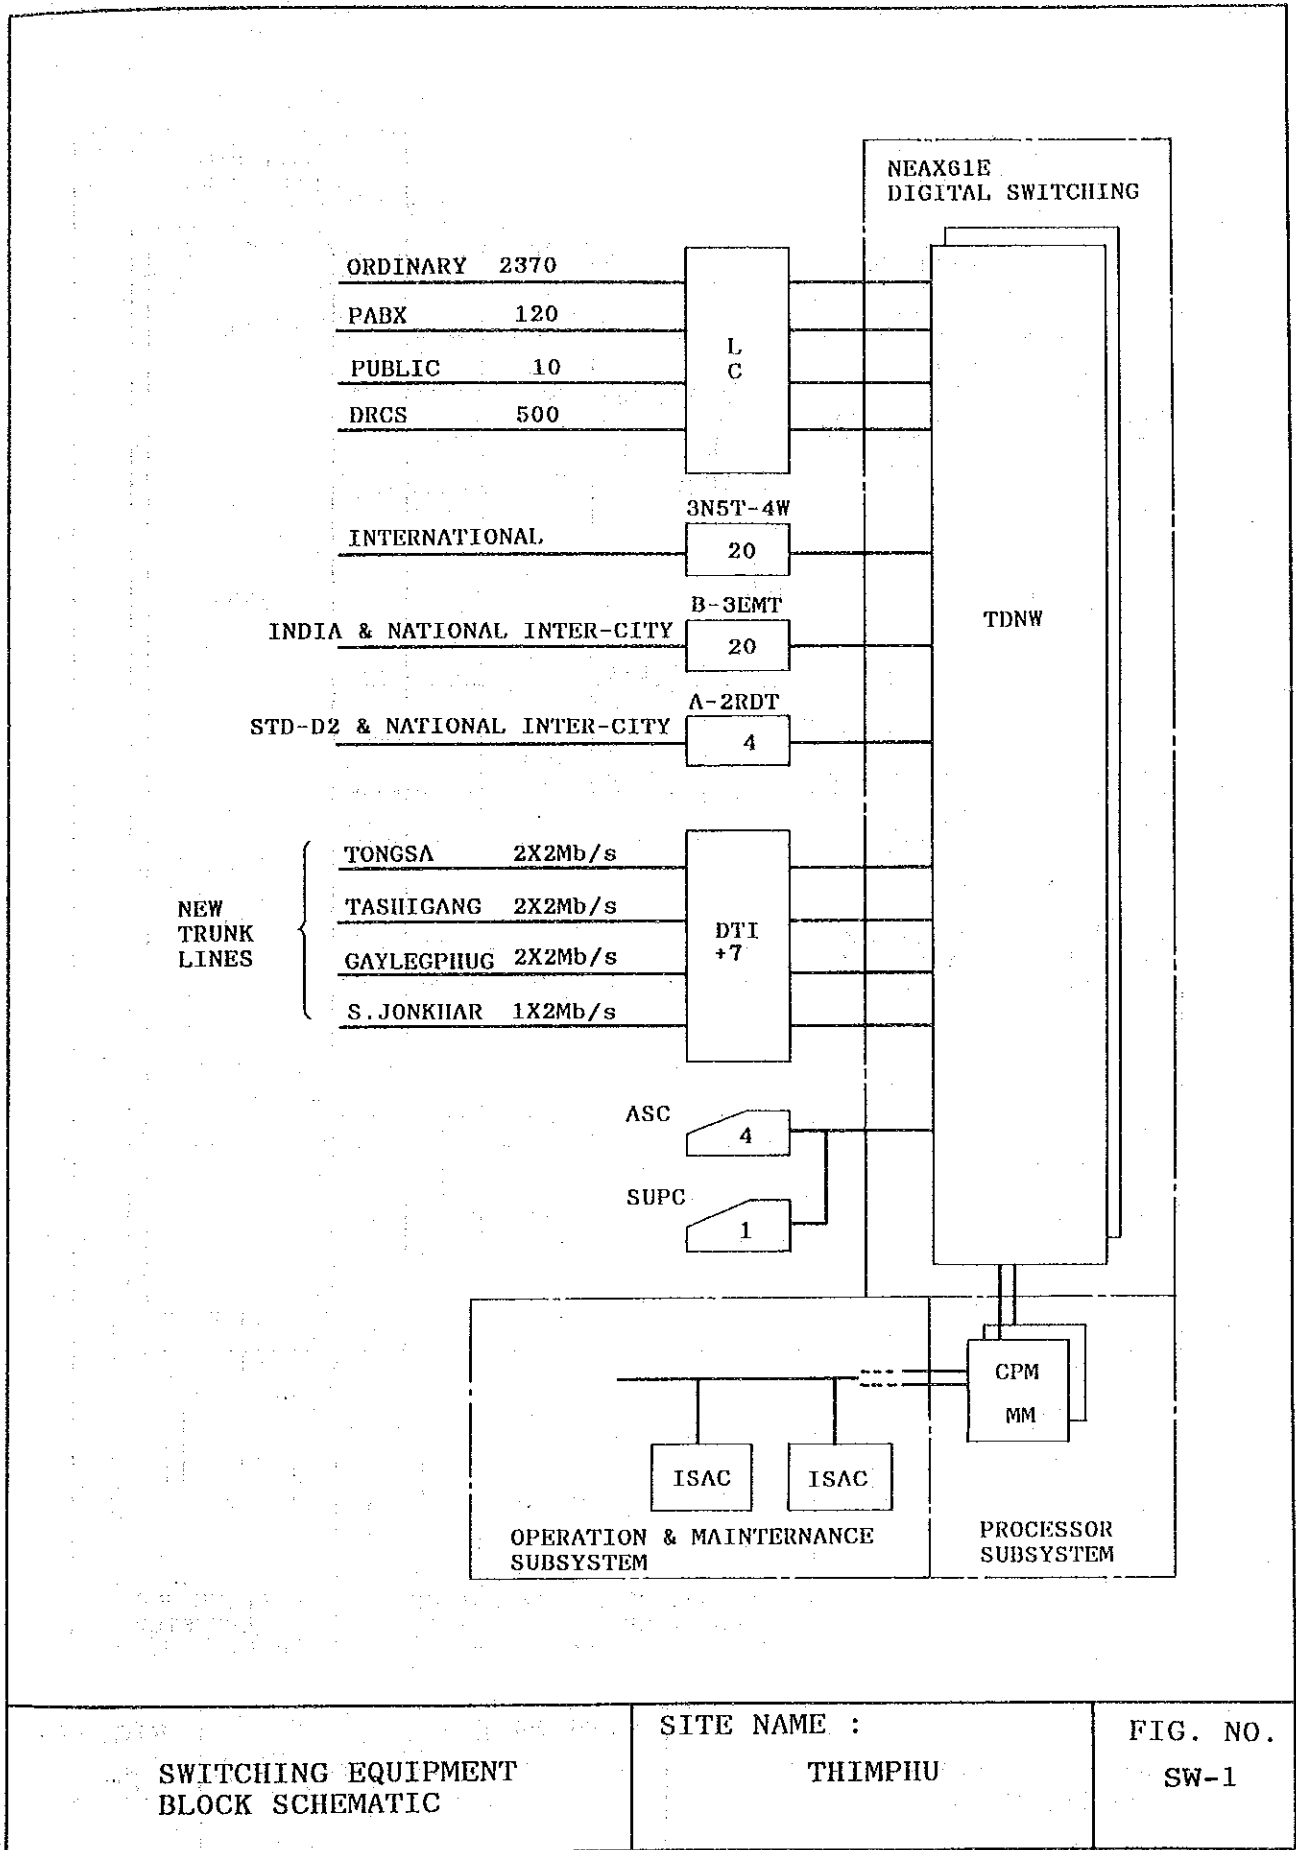 NEAX61E
DIGITAL SWITCHING
ORDINARY 2370
PABX 120
PUBLIC 10
DRCS 500
L
C
3N5T-4W
INTERNATIONAL
20
B-3EMT
INDIA & NATIONAL INTER-CITY
20
TDNW
A-2RDT
STD-D2 & NATIONAL INTER-CITY
4
NEW
TRUNK
LINES
TONGSA 2X2Mb/s
TASHIGANG 2X2Mb/s
GAYLEGPHUG 2X2Mb/s
S.JONKHAR 1X2Mb/s
DTI
+7
ASC
4
SUPC
1
CPM
MM
ISAC
ISAC
OPERATION & MAINTERNANCE
SUBSYSTEM
PROCESSOR
SUBSYSTEM
SWITCHING EQUIPMENT
BLOCK SCHEMATIC
SITE NAME :
THIMPHU
FIG. NO.
SW-1